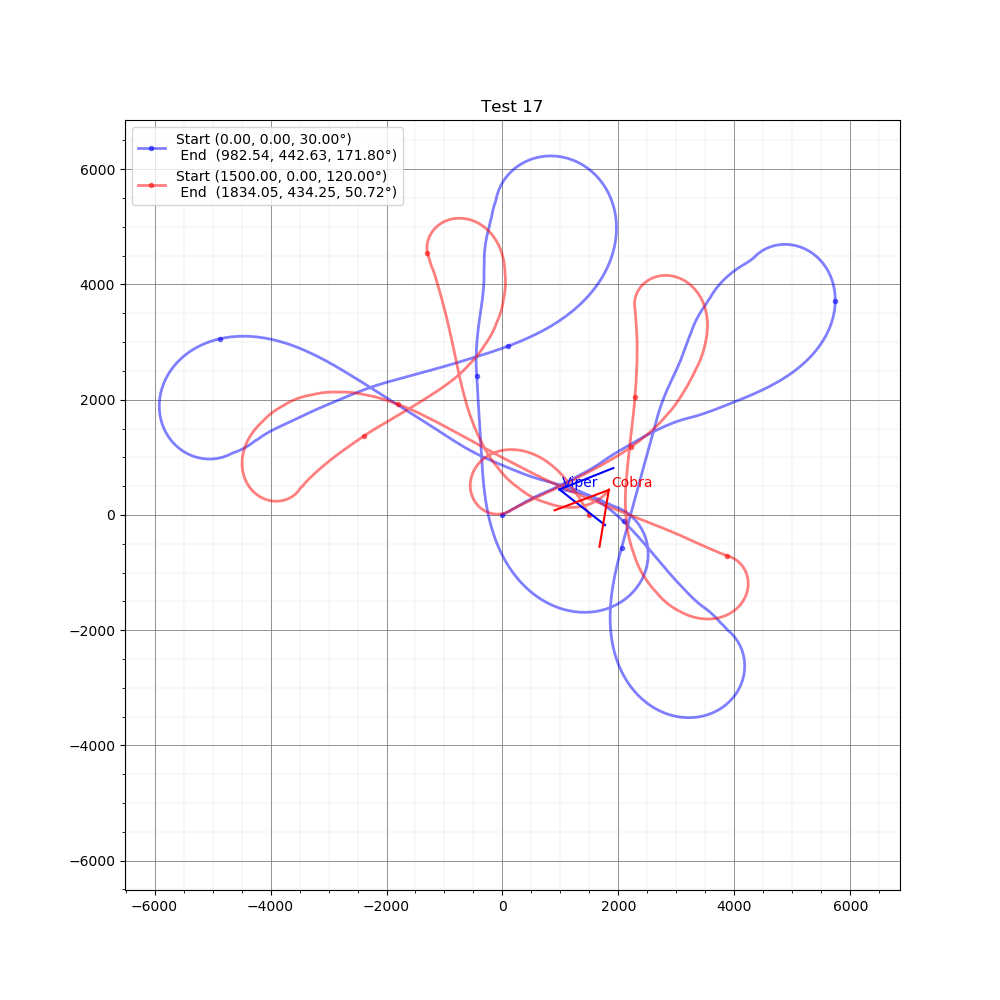 Test 17
Start (0.00, 0.00, 30.00°)
End (982.54, 442.63, 171.80°)
Start (1500.00, 0.00, 120.00°)
End (1834.05, 434.25, 50.72°)
6000
4000
2000
Viper Cobra
0
−2000
−4000
−6000
−6000 −4000 −2000 0 2000 4000 6000